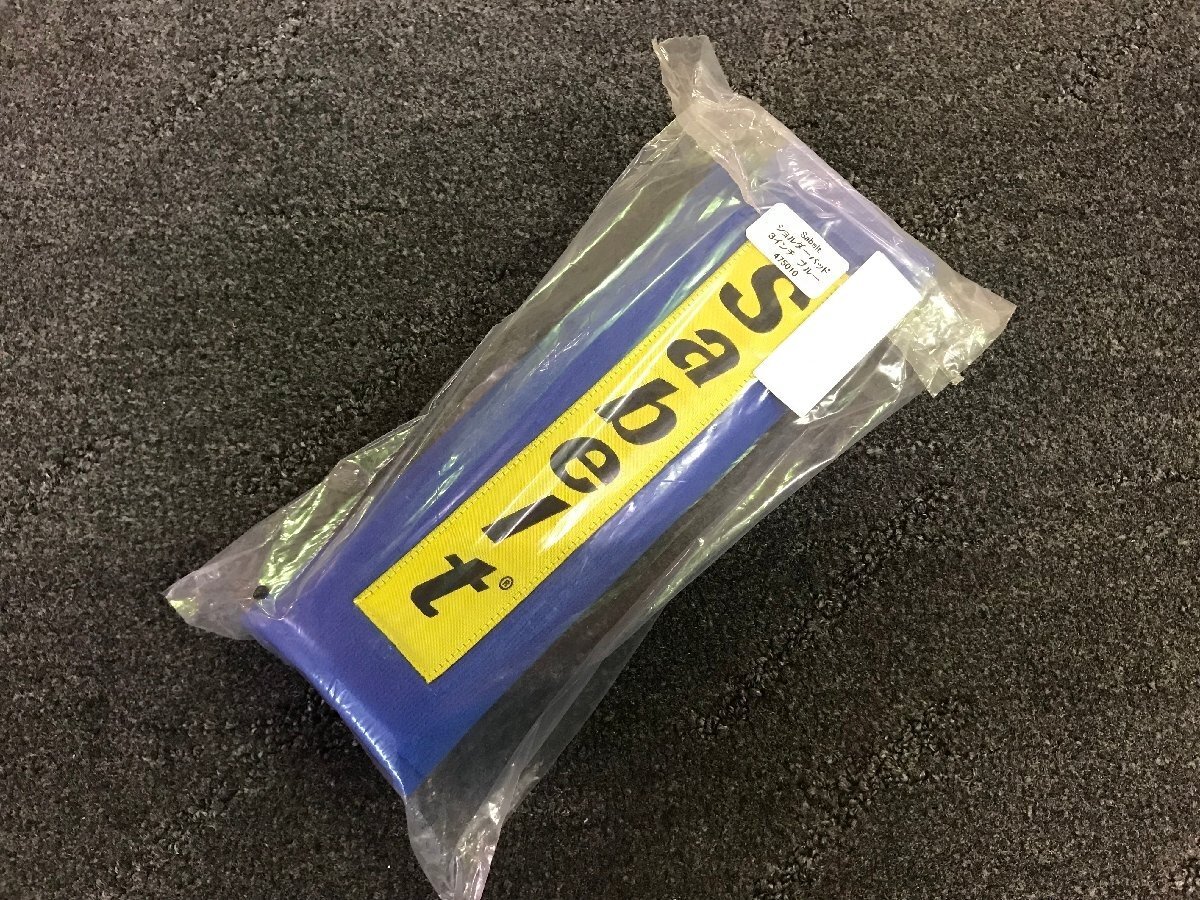 Sabelt
ショルダーパッド
3インチ ブルー
475010
Sabelt®